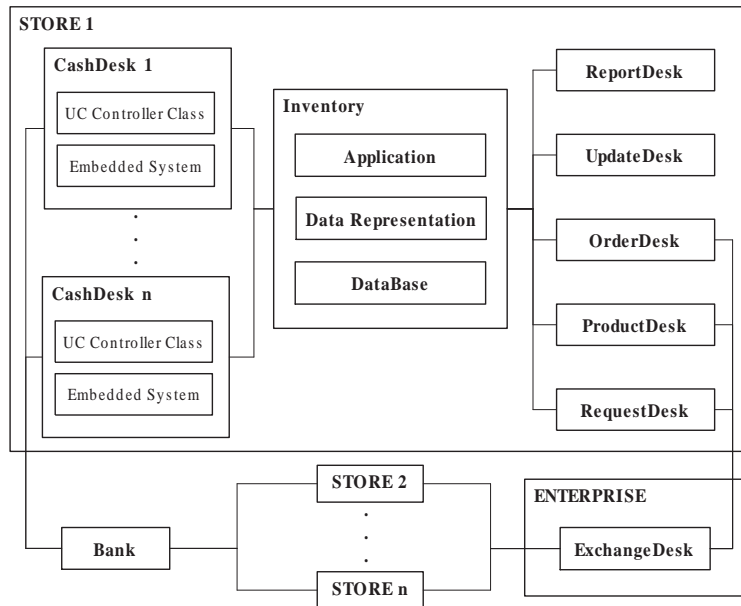 STORE 1
CashDesk 1
UC Controller Class
Embedded System
CashDesk n
UC Controller Class
Embedded System
Inventory
Application
Data Representation
DataBase
ReportDesk
UpdateDesk
OrderDesk
ProductDesk
RequestDesk
Bank
STORE 2
STORE n
ENTERPRISE
ExchangeDesk